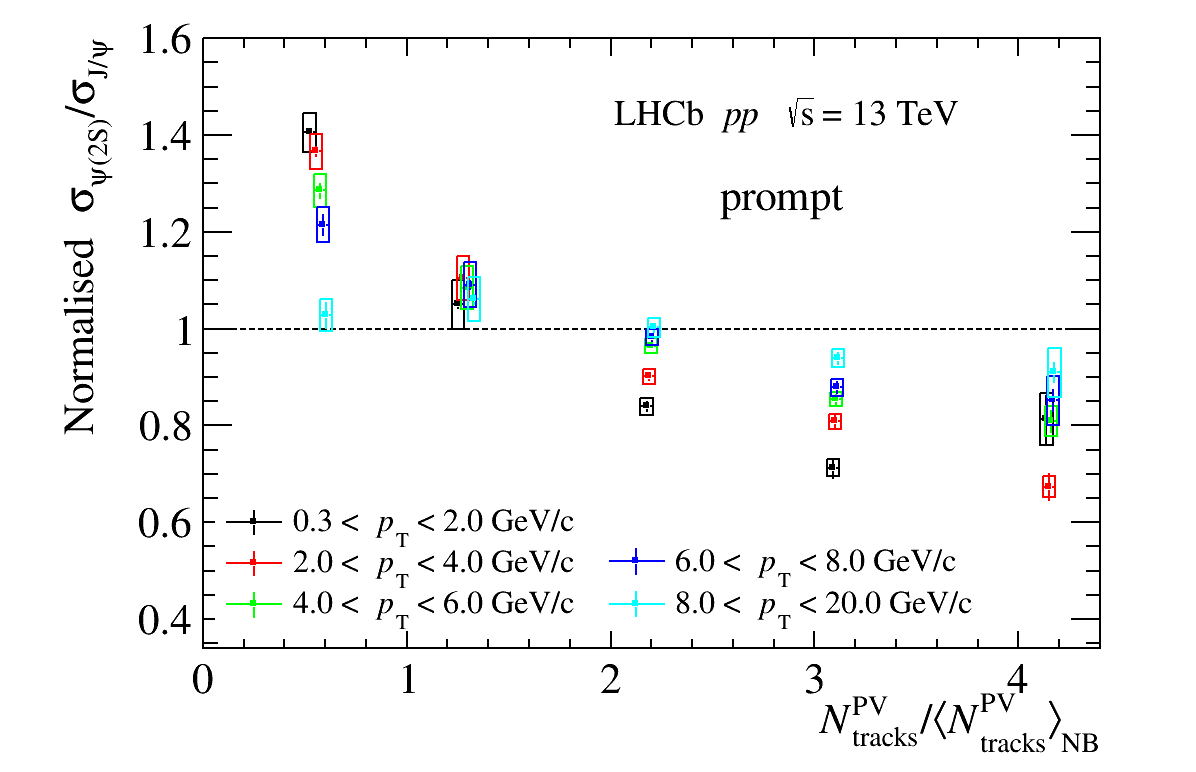 Normalised σψ(2S)/σJ/ψ
1.6
1.4
1.2
1
0.8
0.6
0.4
LHCb pp √s = 13 TeV
prompt
0.3 < pT < 2.0 GeV/c
2.0 < pT < 4.0 GeV/c
4.0 < pT < 6.0 GeV/c
6.0 < pT < 8.0 GeV/c
8.0 < pT < 20.0 GeV/c
0 1 2 3 4
N^PV_tracks/⟨N^PV_tracks⟩_NB